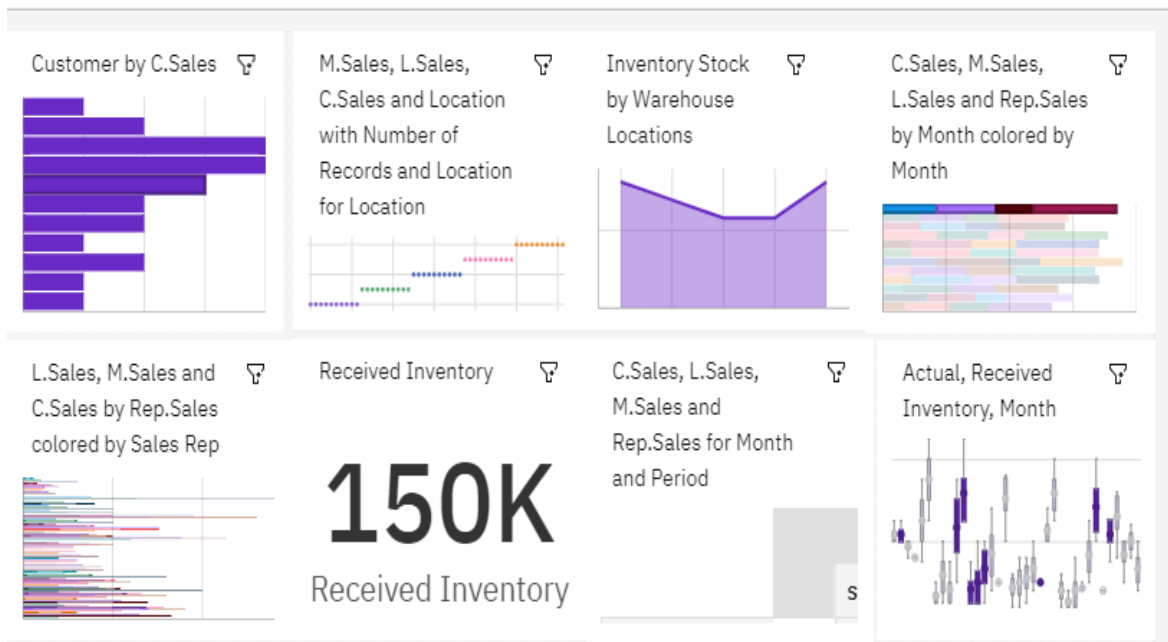 Customer by C.Sales
M.Sales, L.Sales,
C.Sales and Location
with Number of
Records and Location
for Location
Inventory Stock
by Warehouse
Locations
C.Sales, M.Sales,
L.Sales and Rep.Sales
by Month colored by
Month
L.Sales, M.Sales and
C.Sales by Rep.Sales
colored by Sales Rep
Received Inventory
150K
Received Inventory
C.Sales, L.Sales,
M.Sales and
Rep.Sales for Month
and Period
s
Actual, Received
Inventory, Month